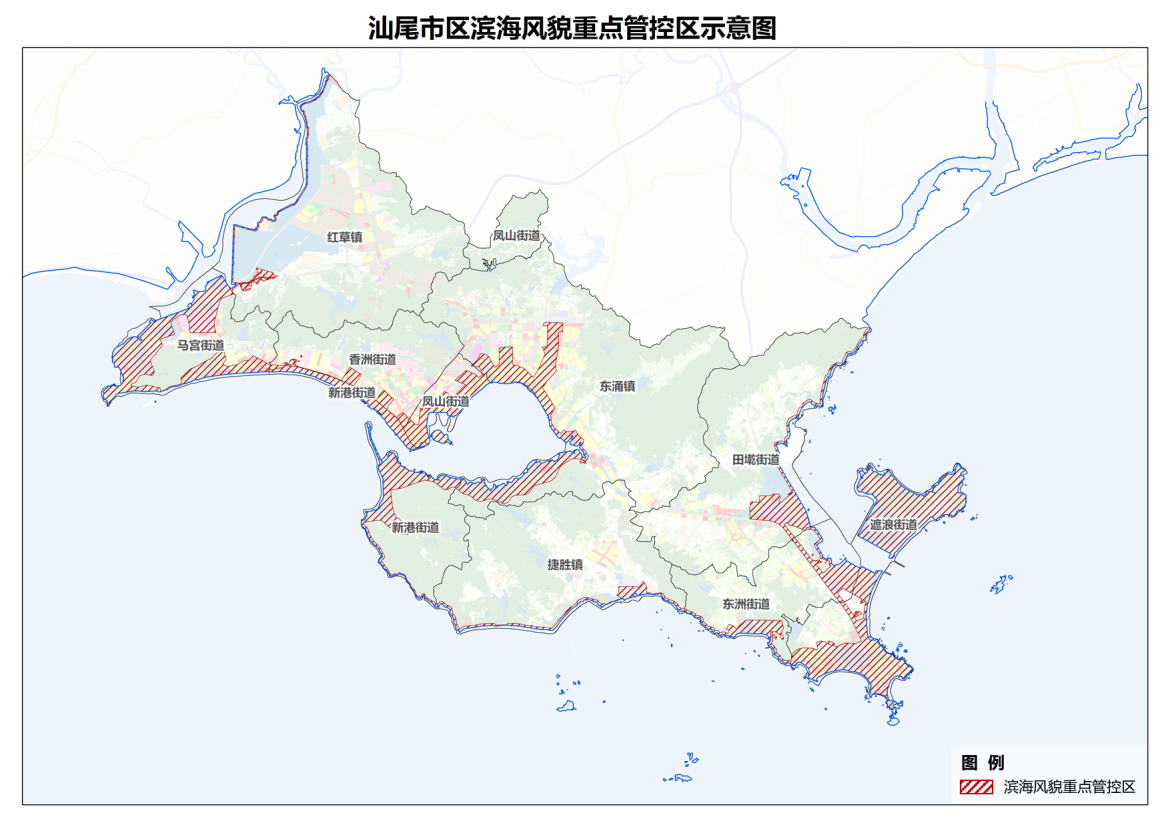 汕尾市区滨海风貌重点管控区示意图
红草镇
凤山街道
马宫街道
香洲街道
新港街道
凤山街道
东涌镇
田墘街道
遮浪街道
新港街道
捷胜镇
东洲街道
图 例
滨海风貌重点管控区